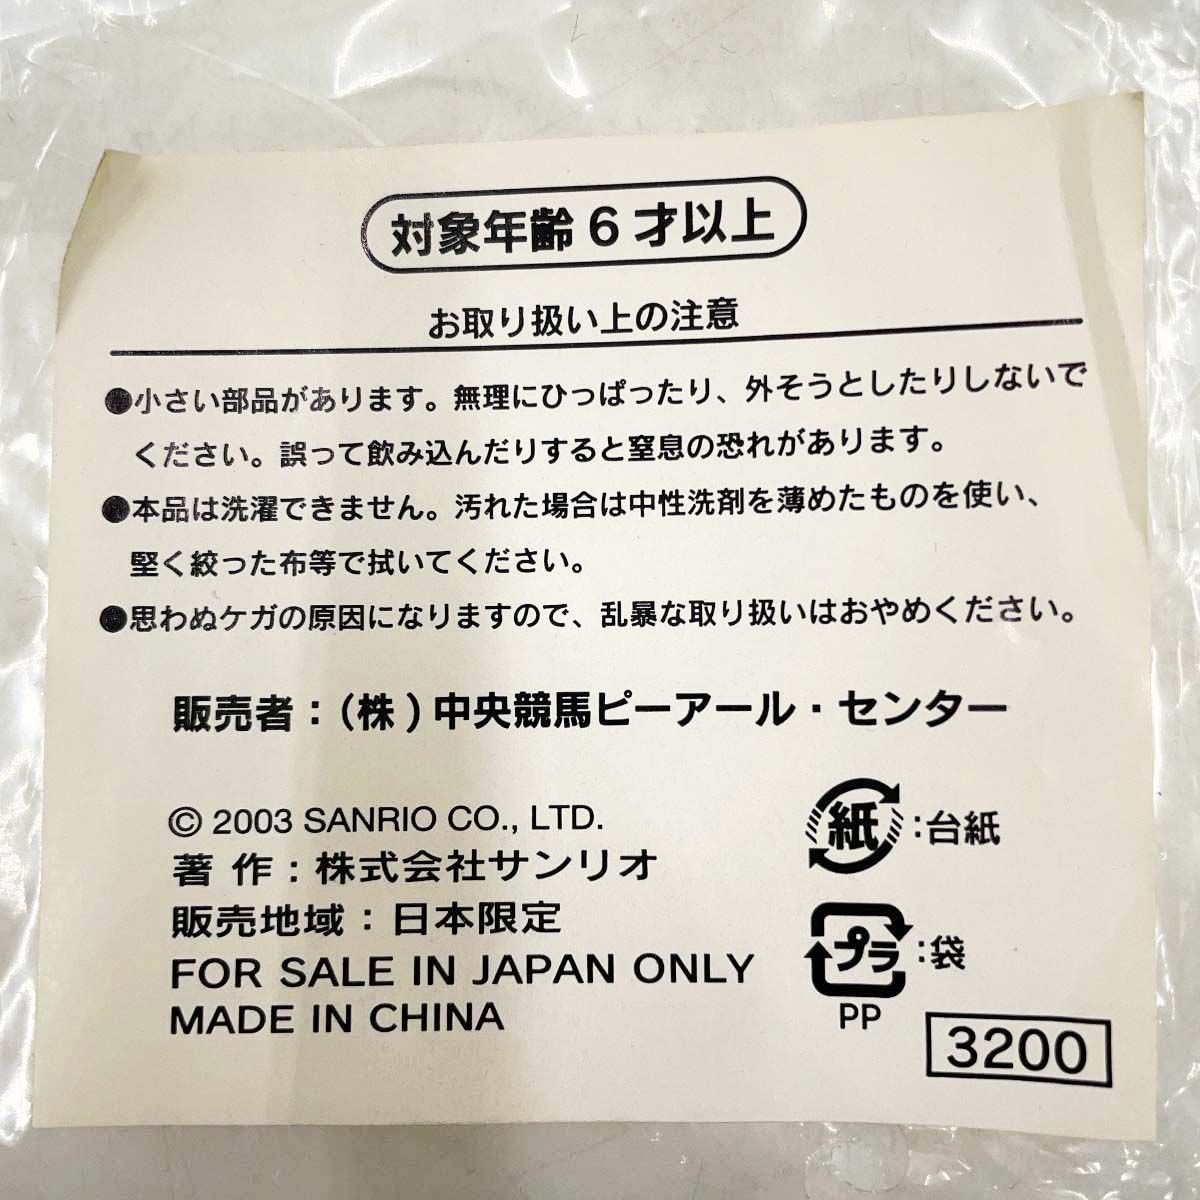 対象年齢6才以上
お取り扱い上の注意
●小さい部品があります。無理にひっぱったり、外そうとしたりしないで
ください。誤って飲み込んだりすると窒息の恐れがあります。
●本品は洗濯できません。汚れた場合は中性洗剤を薄めたものを使い、
堅く絞った布等で拭いてください。
●思わぬケガの原因になりますので、乱暴な取り扱いはおやめください。
販売者：(株)中央競馬ピーアール・センター
© 2003 SANRIO CO., LTD.
著 作：株式会社サンリオ
販売地域：日本限定
FOR SALE IN JAPAN ONLY
MADE IN CHINA
紙：台紙
プラ：袋
PP
3200